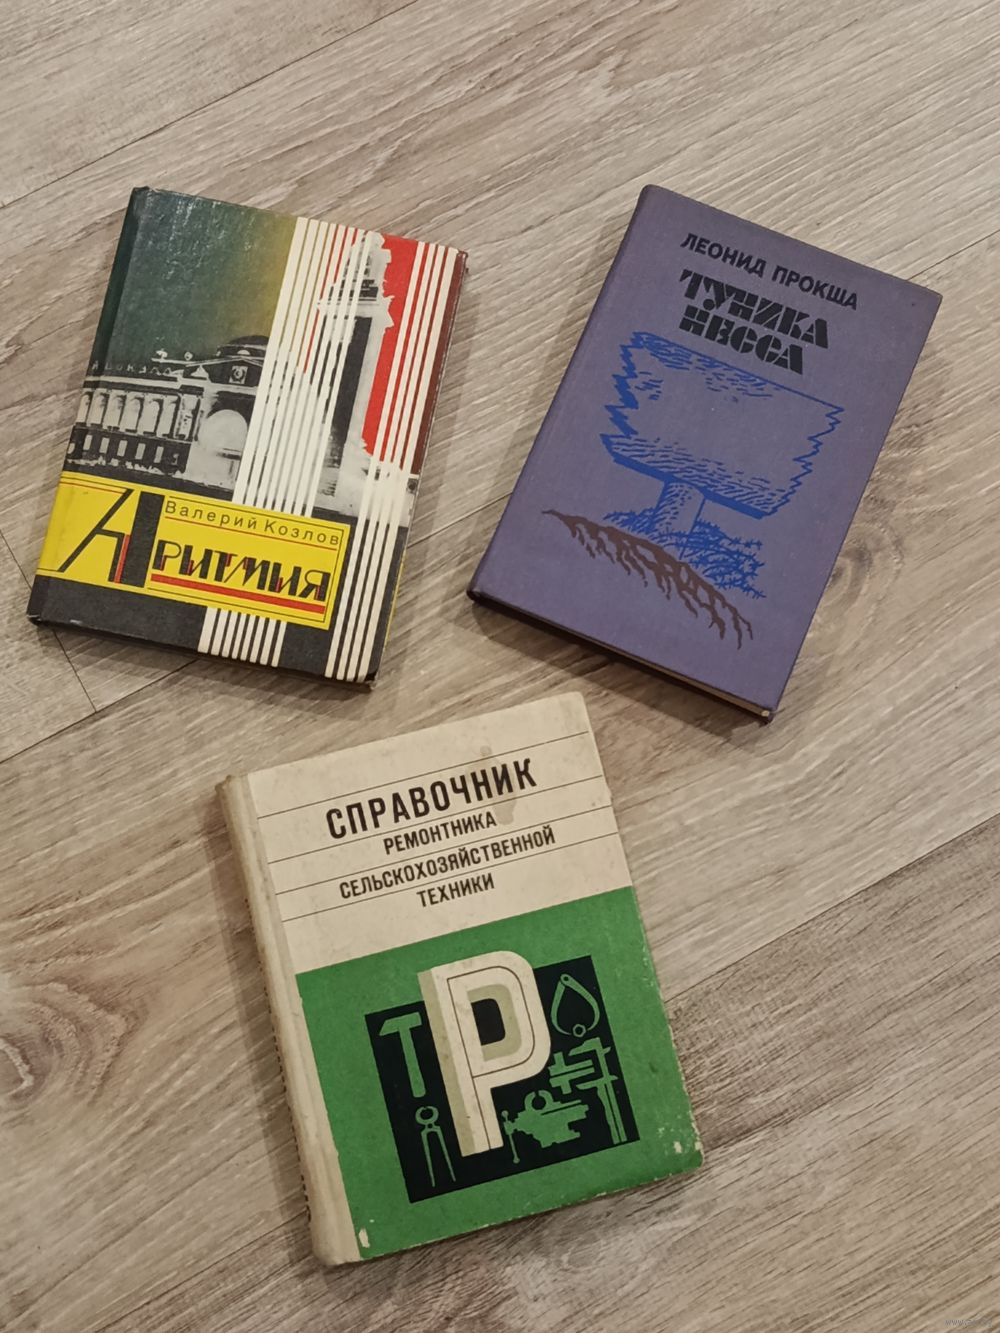 Валерий Козлов
Аритмия
ЛЕОНИД ПРОКША
ТУНИКА
НЕССА
СПРАВОЧНИК
РЕМОНТНИКА
СЕЛЬСКОХОЗЯЙСТВЕННОЙ
ТЕХНИКИ
Р